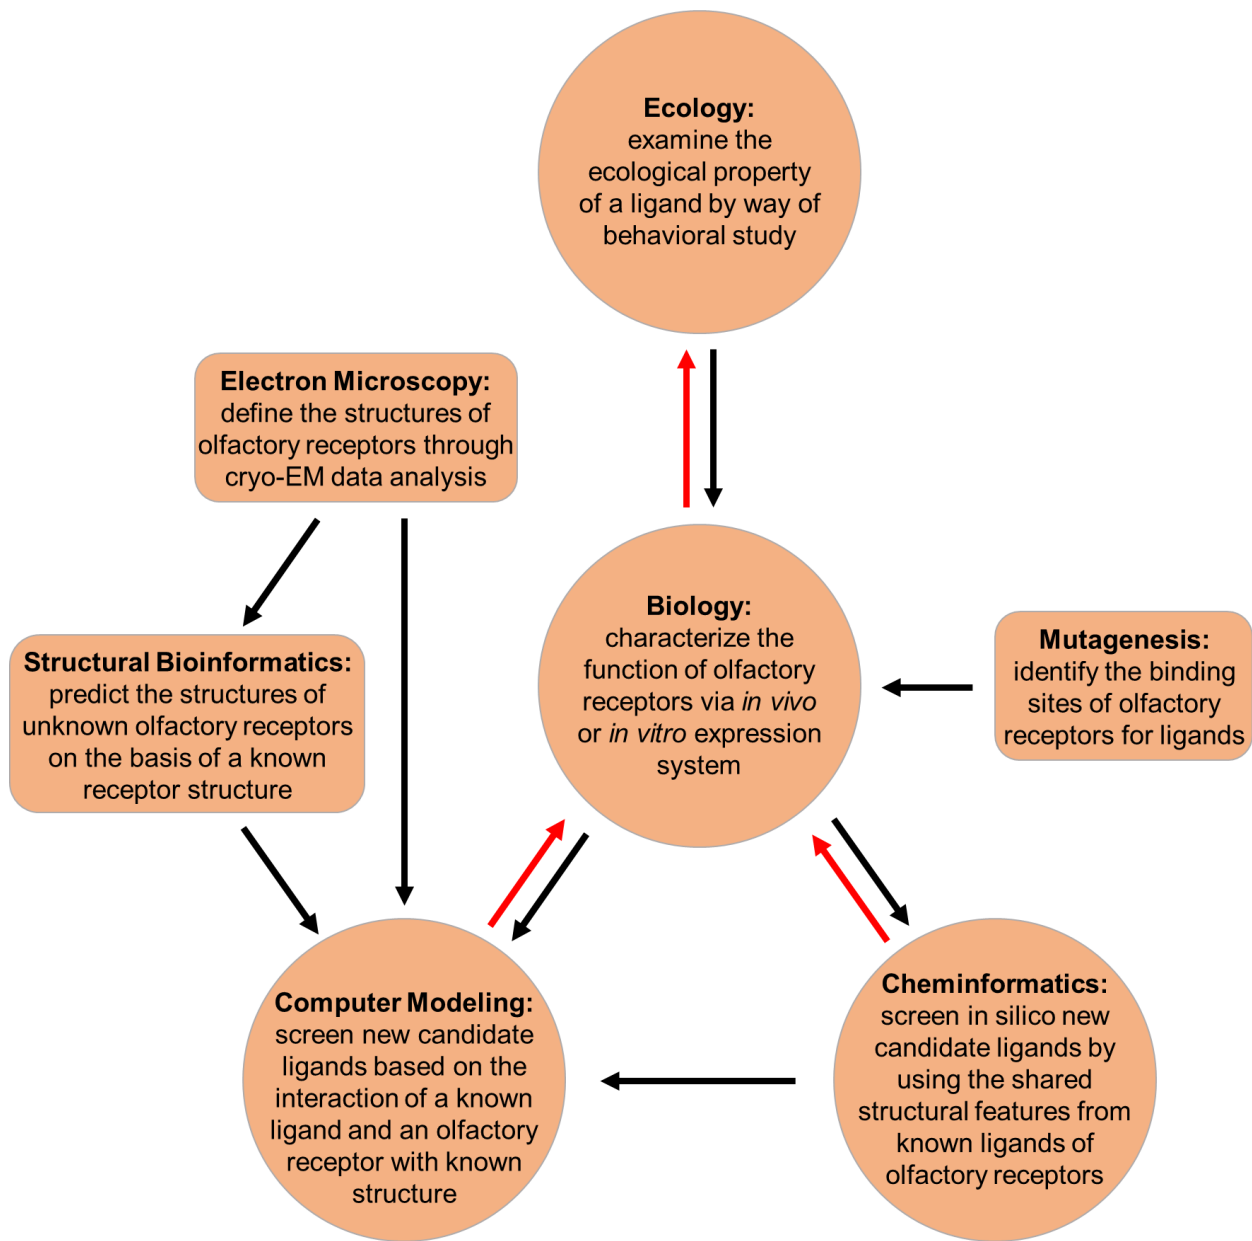 Ecology:
examine the
ecological property
of a ligand by way of
behavioral study
Electron Microscopy:
define the structures of
olfactory receptors through
cryo-EM data analysis
Biology:
characterize the
function of olfactory
receptors via in vivo
or in vitro expression
system
Mutagenesis:
identify the binding
sites of olfactory
receptors for ligands
Structural Bioinformatics:
predict the structures of
unknown olfactory receptors
on the basis of a known
receptor structure
Computer Modeling:
screen new candidate
ligands based on the
interaction of a known
ligand and an olfactory
receptor with known
structure
Cheminformatics:
screen in silico new
candidate ligands by
using the shared
structural features from
known ligands of
olfactory receptors